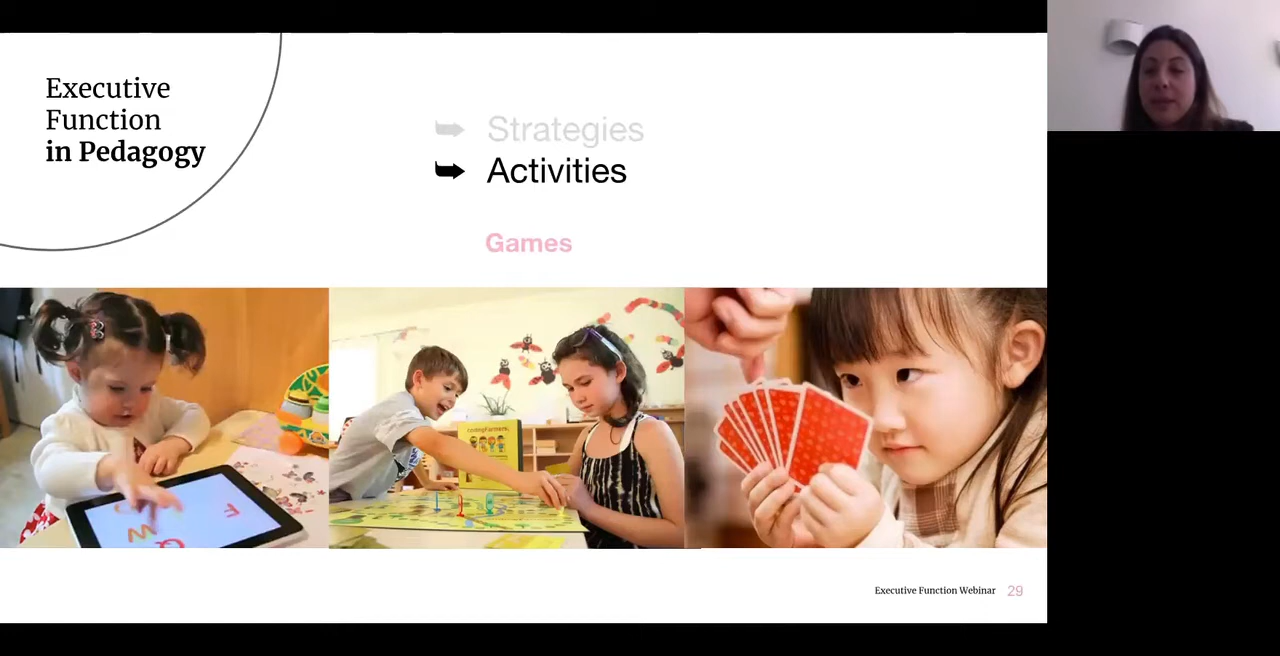 Executive
Function
in Pedagogy
Strategies
Activities
Games
F
W
Executive Function Webinar 29